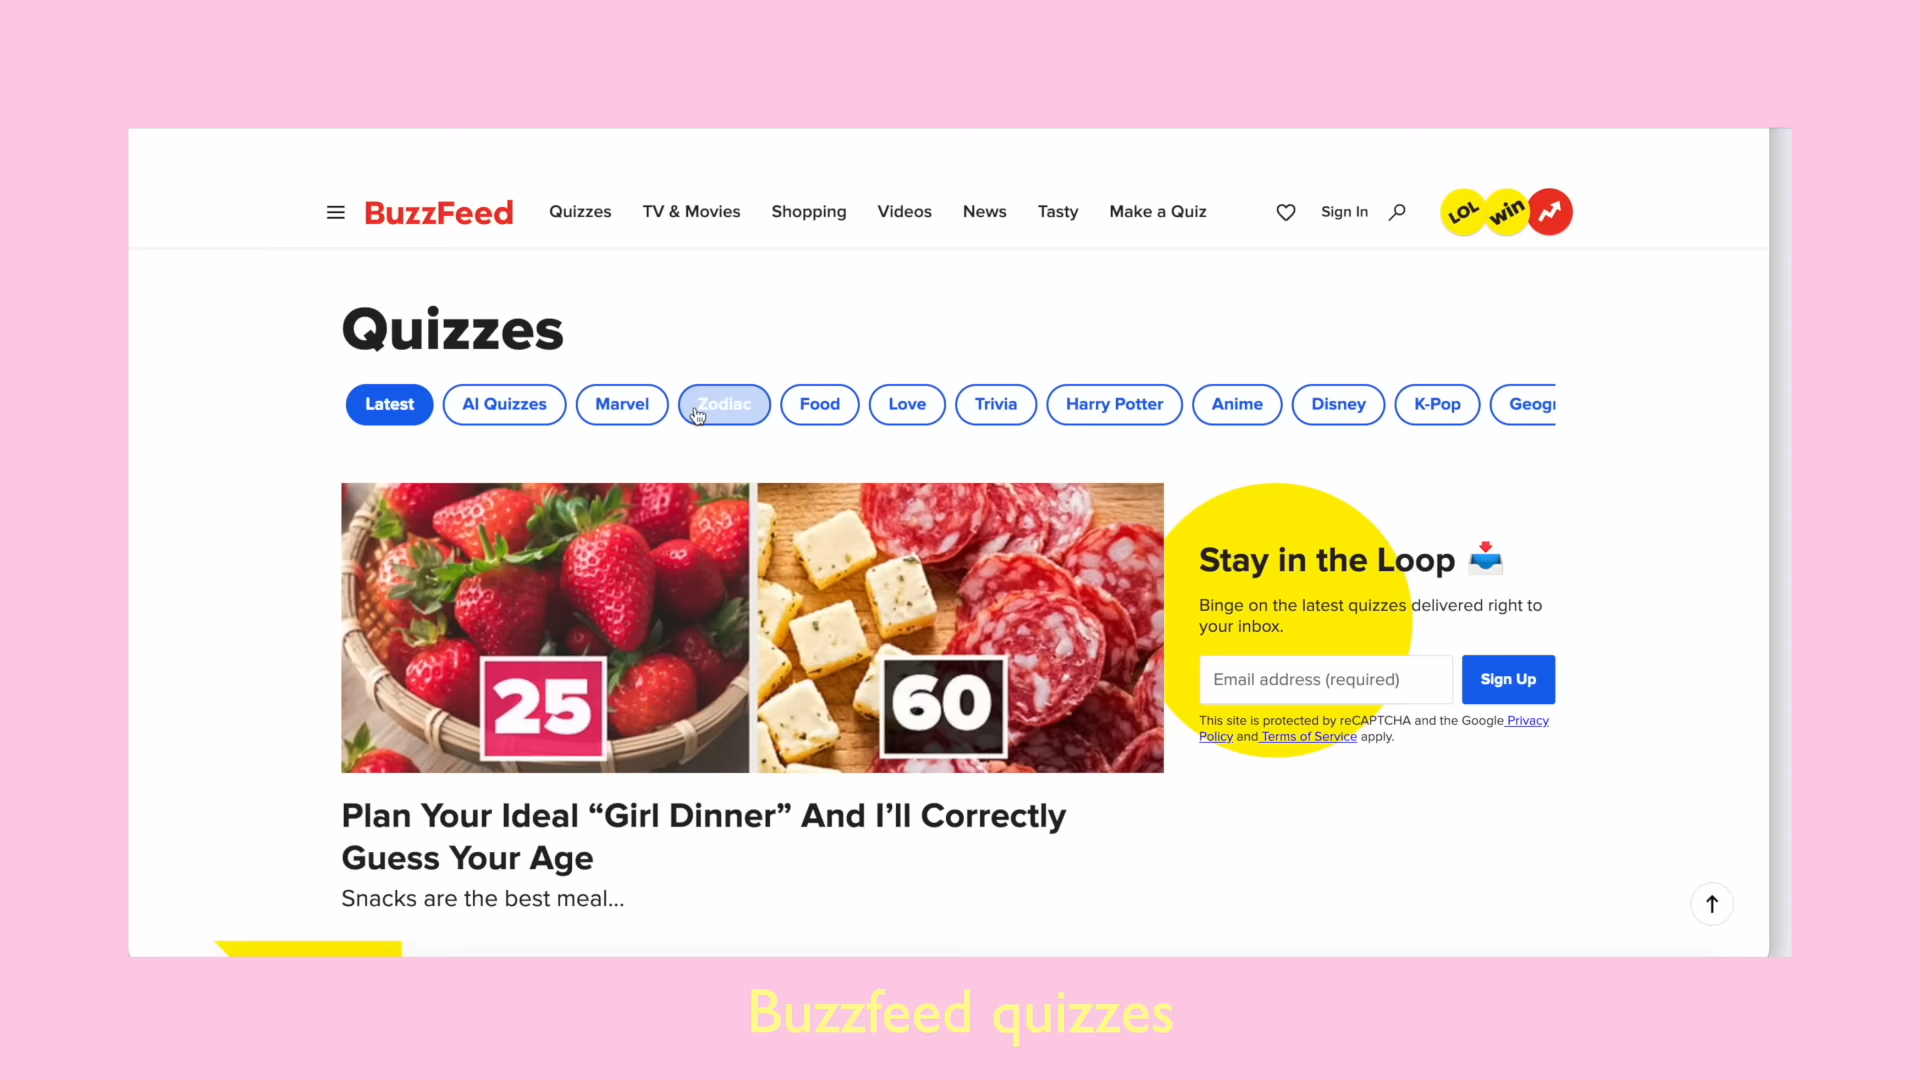 BuzzFeed
Quizzes
TV & Movies
Shopping
Videos
News
Tasty
Make a Quiz
Sign In
LOL
win
Quizzes
Latest
AI Quizzes
Marvel
Zodiac
Food
Love
Trivia
Harry Potter
Anime
Disney
K-Pop
Geogr
25
60
Stay in the Loop
Binge on the latest quizzes delivered right to
your inbox.
Email address (required)
Sign Up
This site is protected by reCAPTCHA and the Google Privacy
Policy and Terms of Service apply.
Plan Your Ideal “Girl Dinner” And I’ll Correctly
Guess Your Age
Snacks are the best meal...
Buzzfeed quizzes